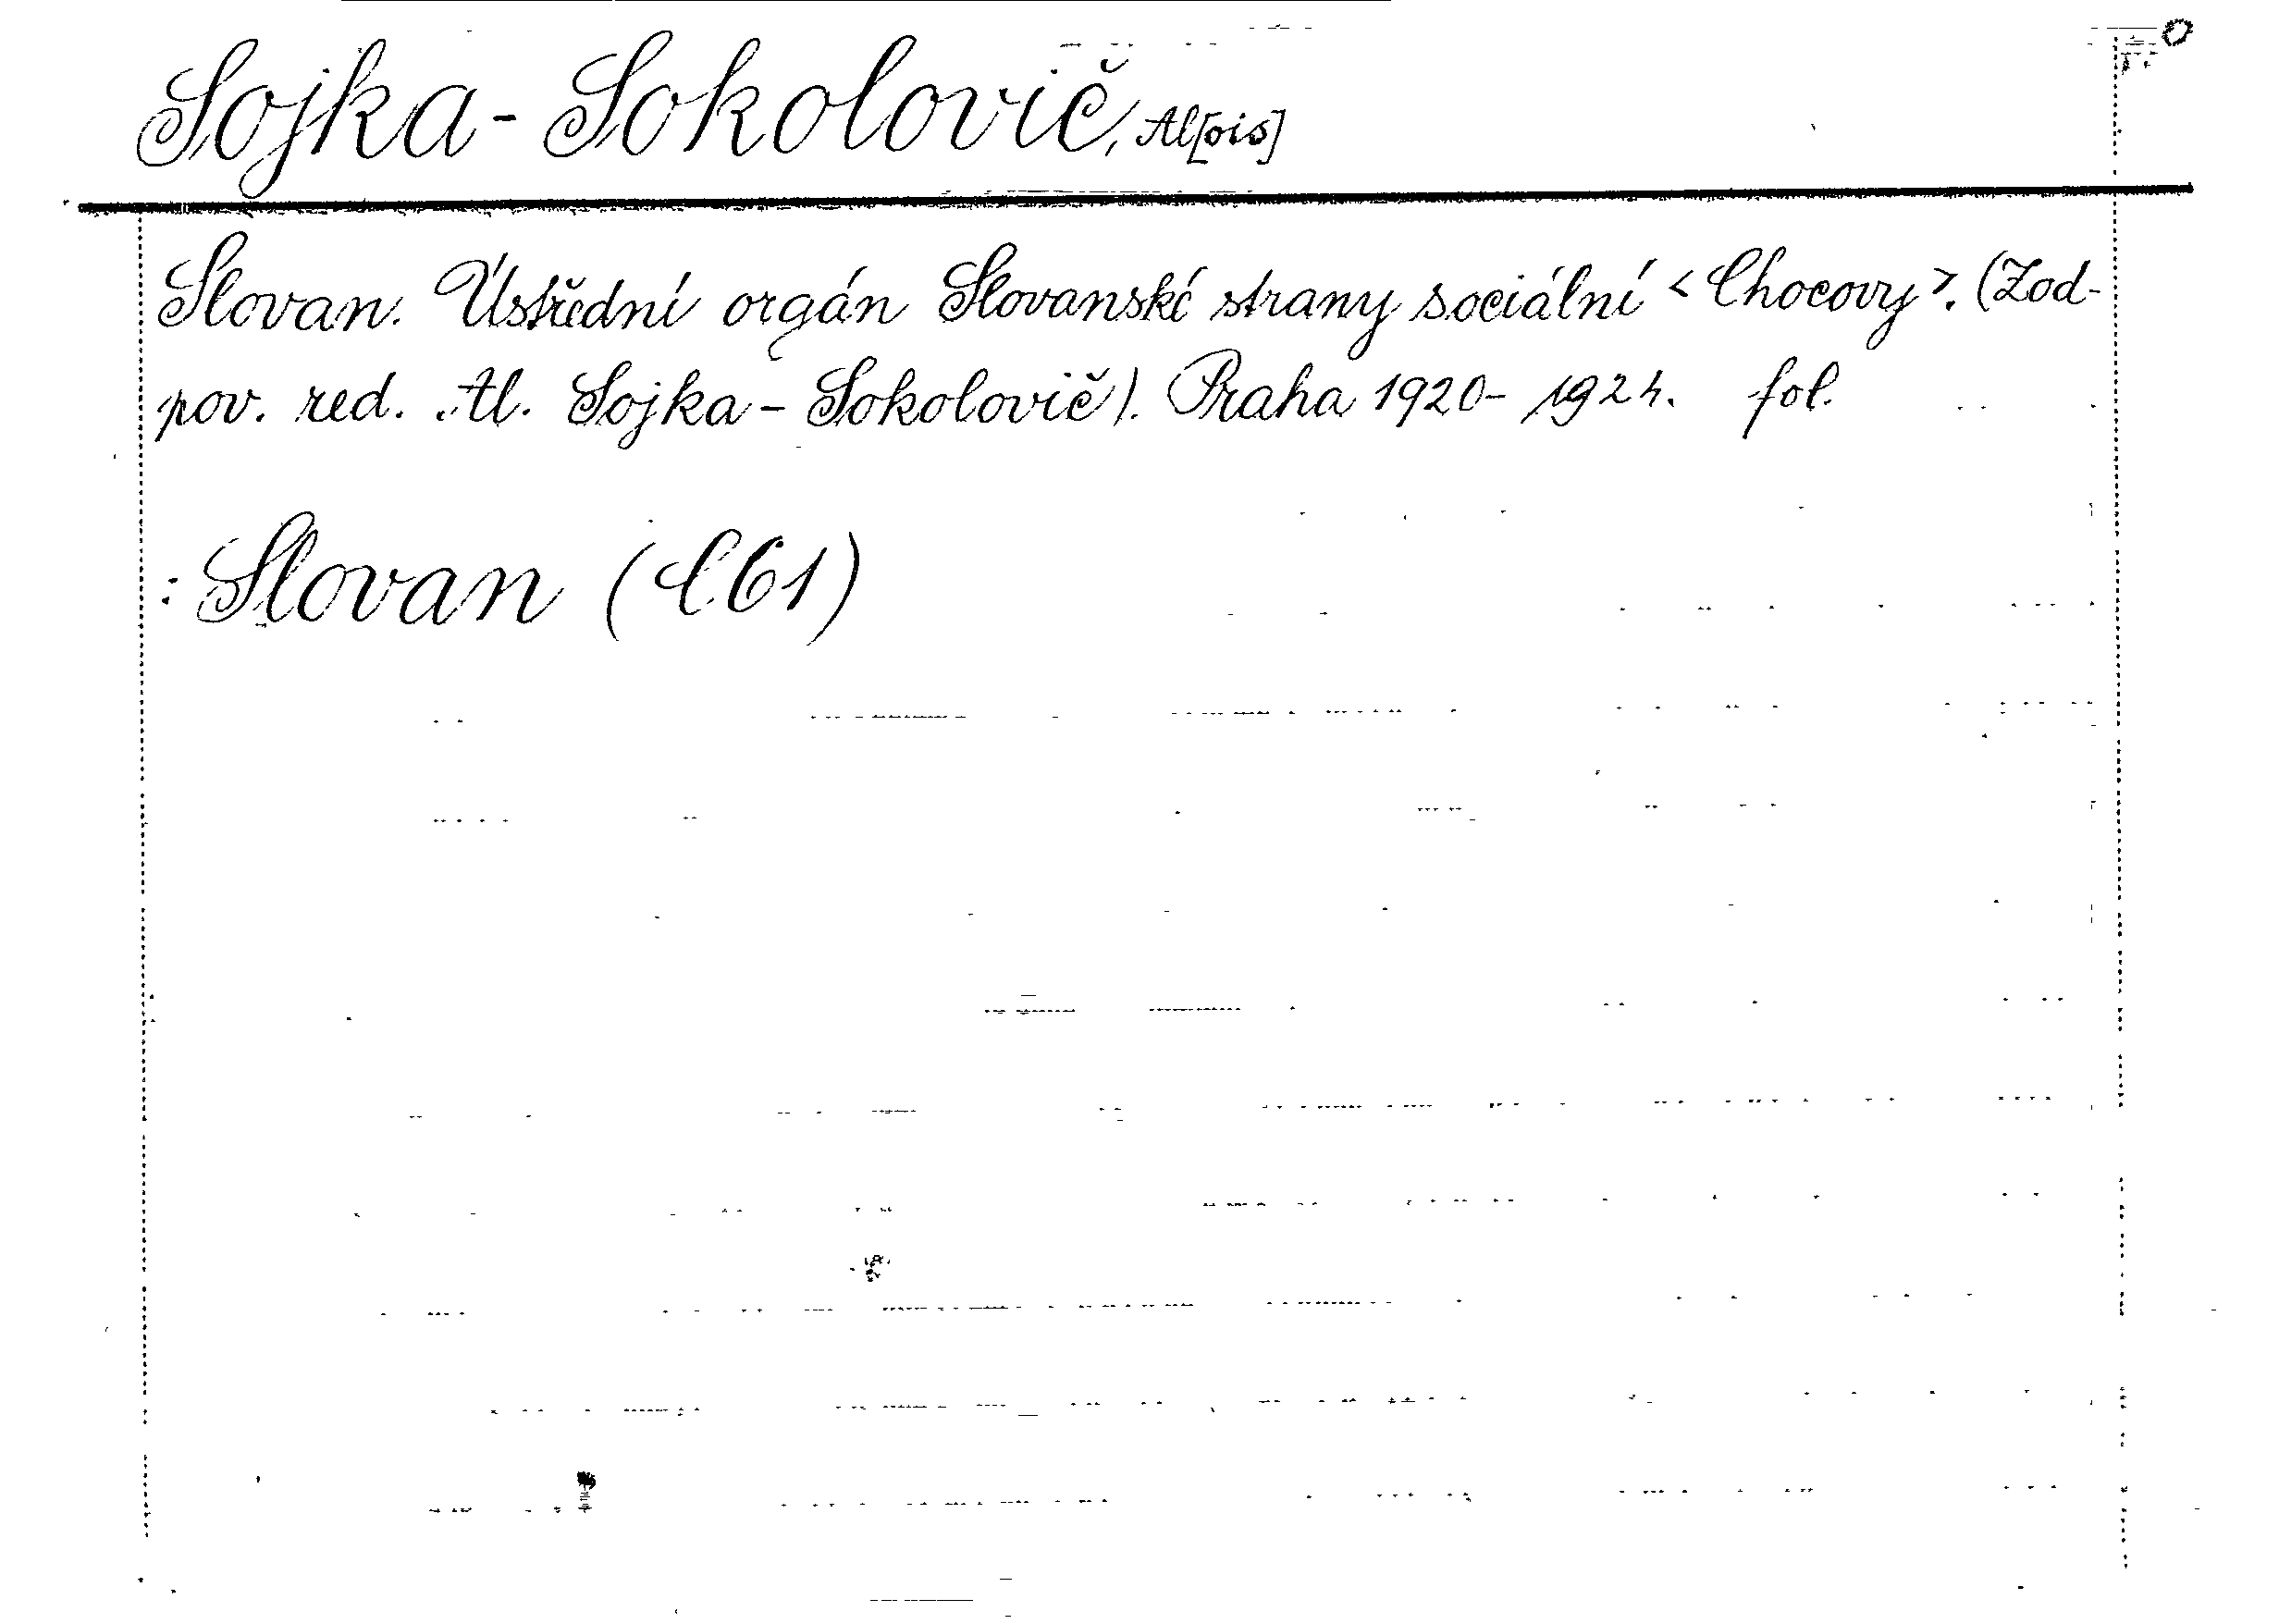 Sojka-Sokolovič, Al[ois]
Slovan. Ústřední orgán Slovanské strany sociální <Chocovy>. (Zod-
pov. red. Al. Sojka-Sokolovič). Praha 1920-1924. fol.
: Slovan (C61)